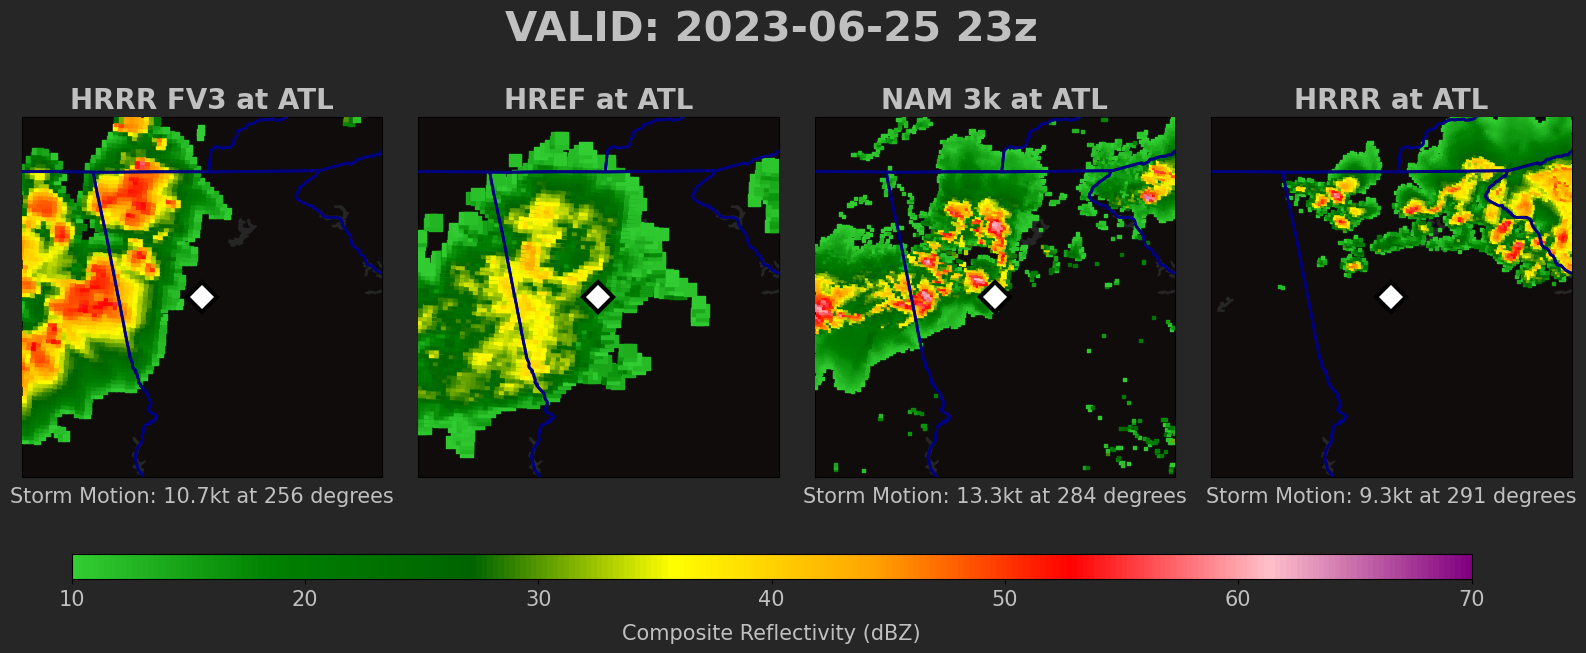 VALID: 2023-06-25 23z
HRRR FV3 at ATL
HREF at ATL
NAM 3k at ATL
HRRR at ATL
Storm Motion: 10.7kt at 256 degrees
Storm Motion: 13.3kt at 284 degrees
Storm Motion: 9.3kt at 291 degrees
10 20 30 40 50 60 70
Composite Reflectivity (dBZ)